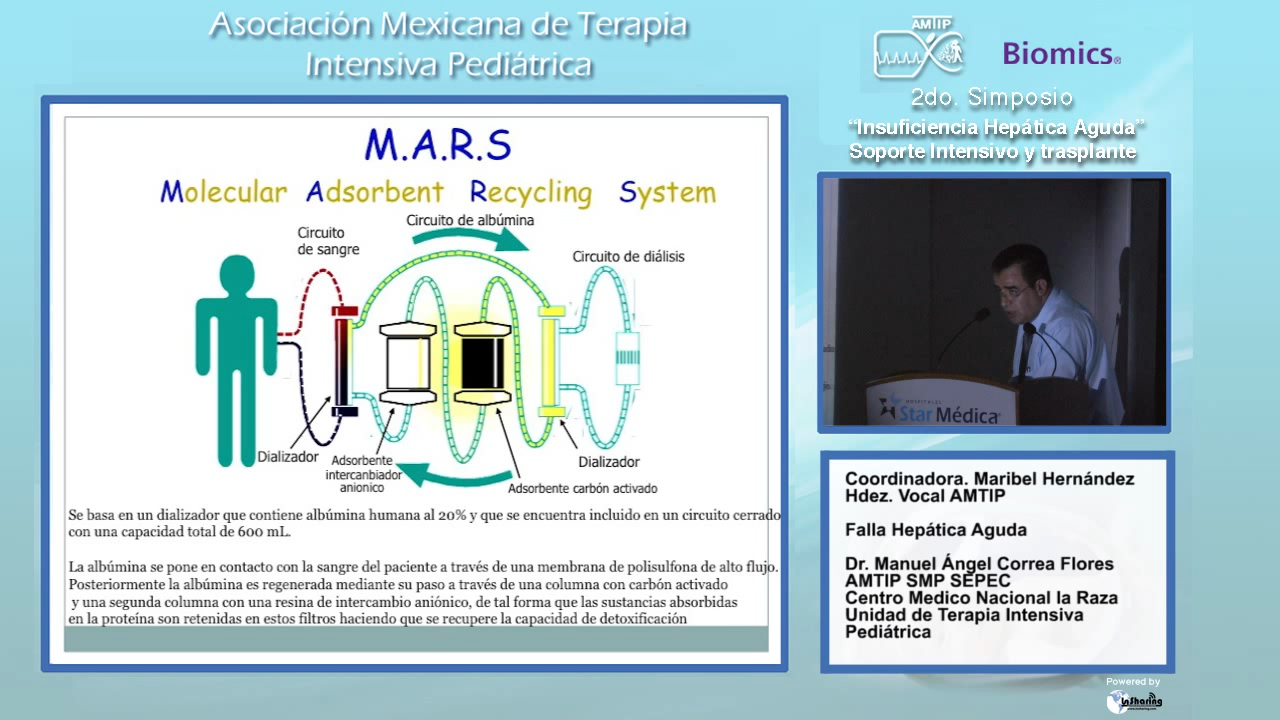 Asociación Mexicana de Terapia
Intensiva Pediátrica
AMTIP
Biomics®
2do. Simposio
“Insuficiencia Hepática Aguda”
Soporte Intensivo y trasplante
M.A.R.S
Molecular Adsorbent Recycling System
Circuito de albúmina
Circuito
de sangre
Circuito de diálisis
Dializador
Adsorbente
intercanbiador
anionico
Dializador
Adsorbente carbón activado
Se basa en un dializador que contiene albúmina humana al 20% y que se encuentra incluido en un circuito cerrado
con una capacidad total de 600 mL.
La albúmina se pone en contacto con la sangre del paciente a través de una membrana de polisulfona de alto flujo.
Posteriormente la albúmina es regenerada mediante su paso a través de una columna con carbón activado
y una segunda columna con una resina de intercambio aniónico, de tal forma que las sustancias absorbidas
en la proteína son retenidas en estos filtros haciendo que se recupere la capacidad de detoxificación
HOSPITALES
Star Médica
Coordinadora. Maribel Hernández
Hdez. Vocal AMTIP
Falla Hepática Aguda
Dr. Manuel Ángel Correa Flores
AMTIP SMP SEPEC
Centro Medico Nacional la Raza
Unidad de Terapia Intensiva
Pediátrica
Powered by
InSharing